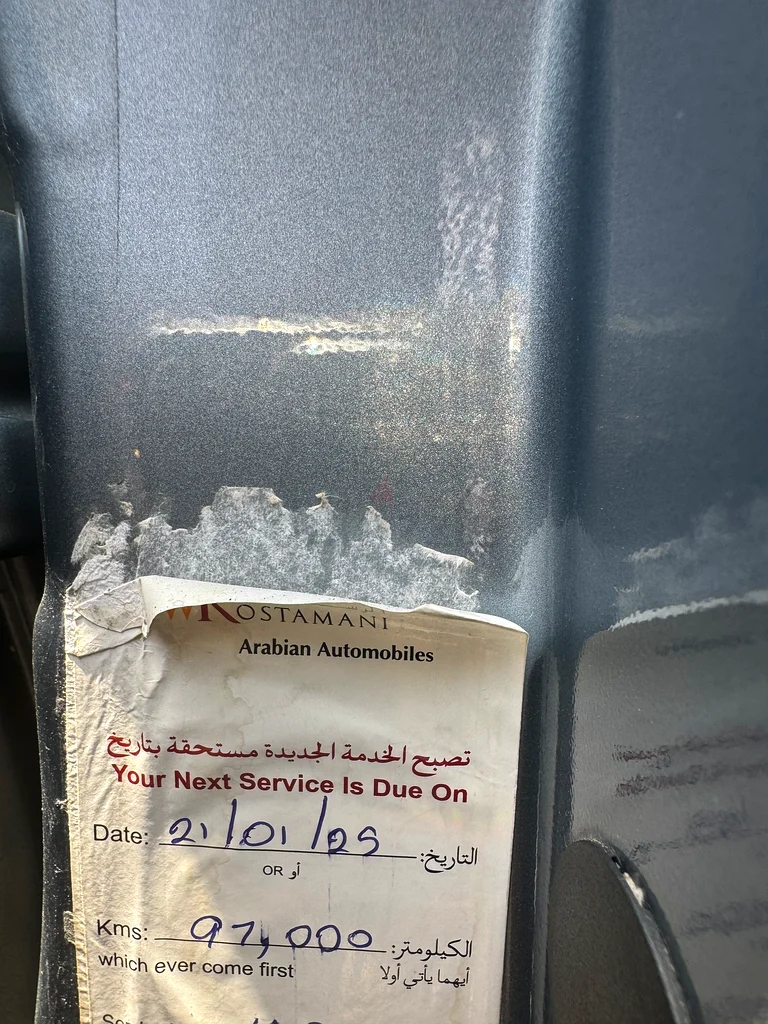 ROSTAMANI
Arabian Automobiles
تصبح الخدمة الجديدة مستحقة بتاريخ
Your Next Service Is Due On
Date: 21/01/25 التاريخ:
OR أو
Kms: 97,000 الكيلومتر:
which ever come first أيهما يأتي أولا